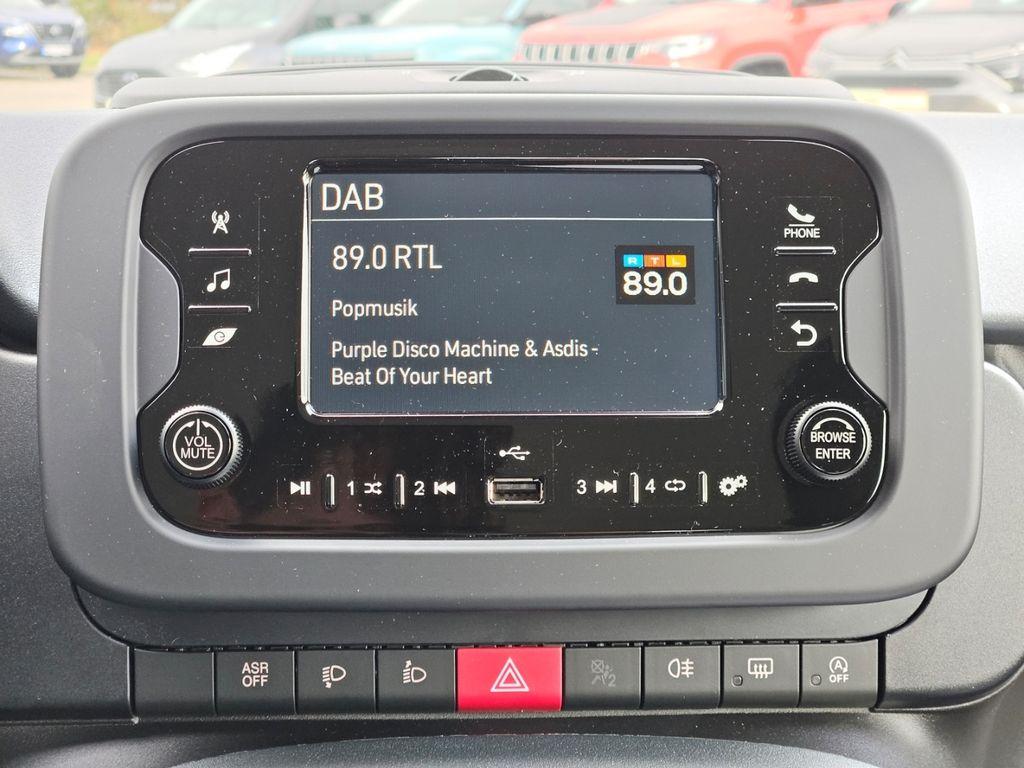 DAB
89.0 RTL
RTL
89.0
Popmusik
Purple Disco Machine & Asdis -
Beat Of Your Heart
PHONE
e
VOL
MUTE
BROWSE
ENTER
1
2
3
4
ASR
OFF
2
A
OFF